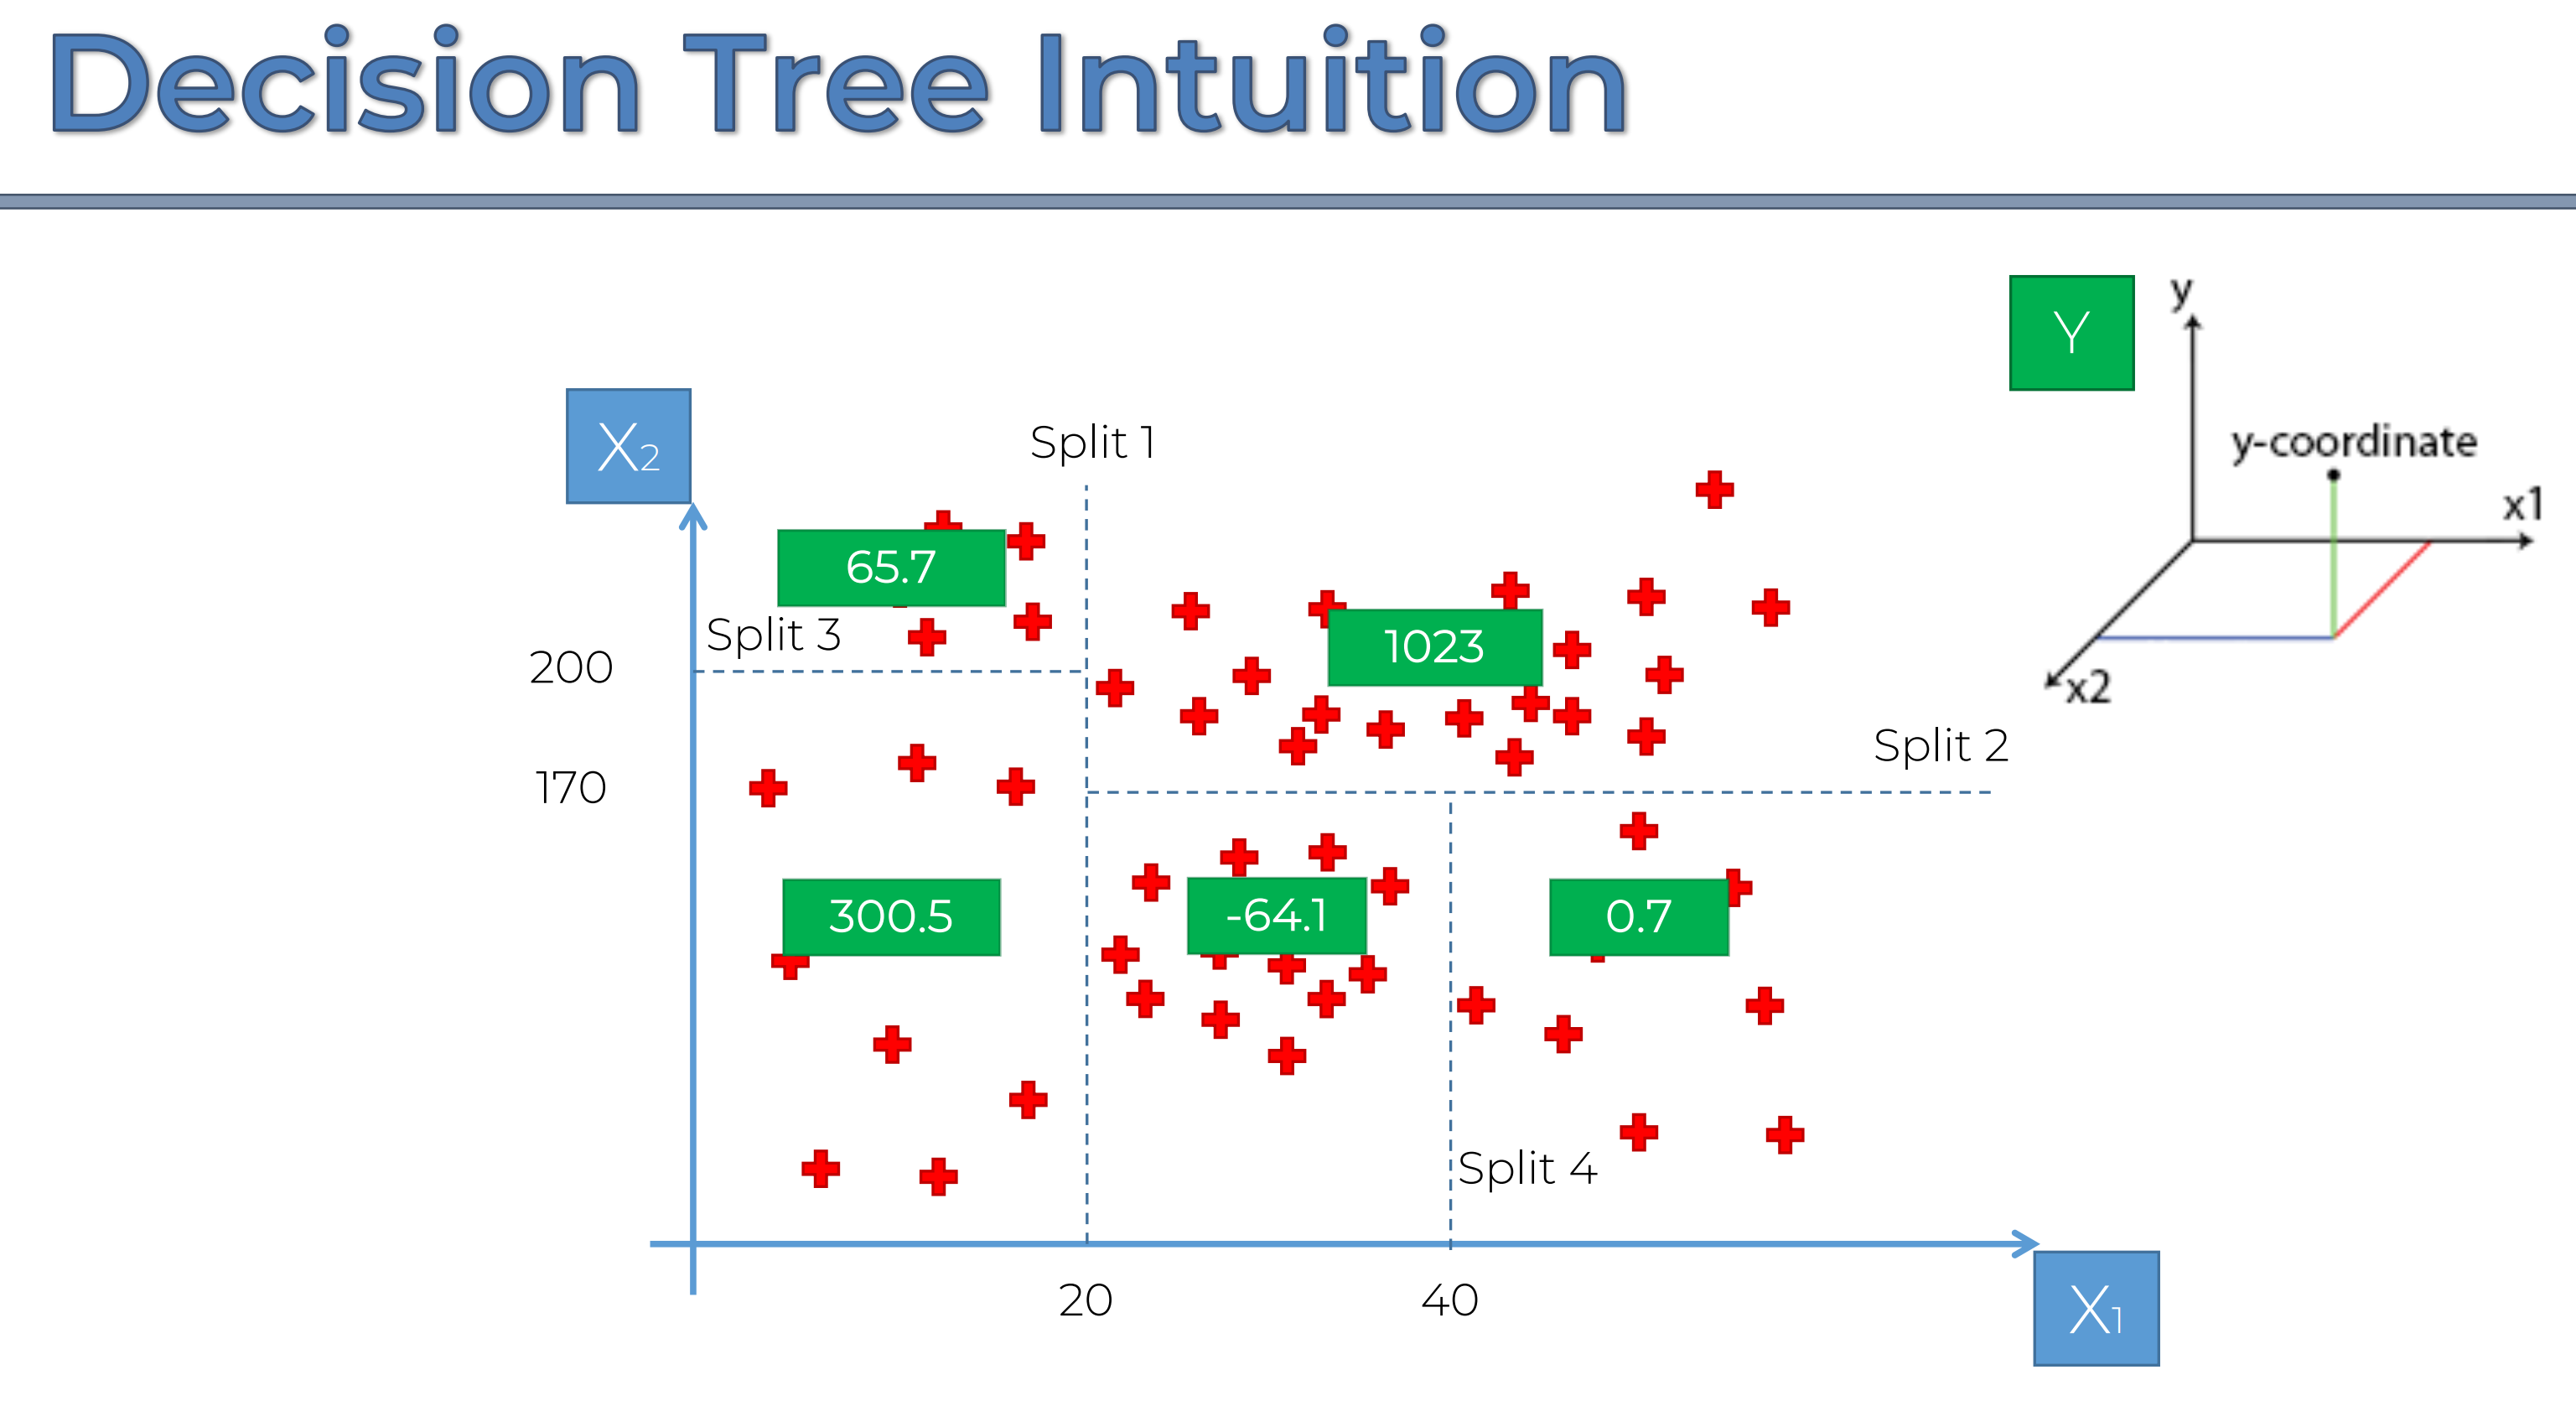 Decision Tree Intuition
Y
y
X2
Split 1
y-coordinate
x1
65.7
Split 3
1023
200
x2
Split 2
170
300.5
-64.1
0.7
Split 4
20
40
X1